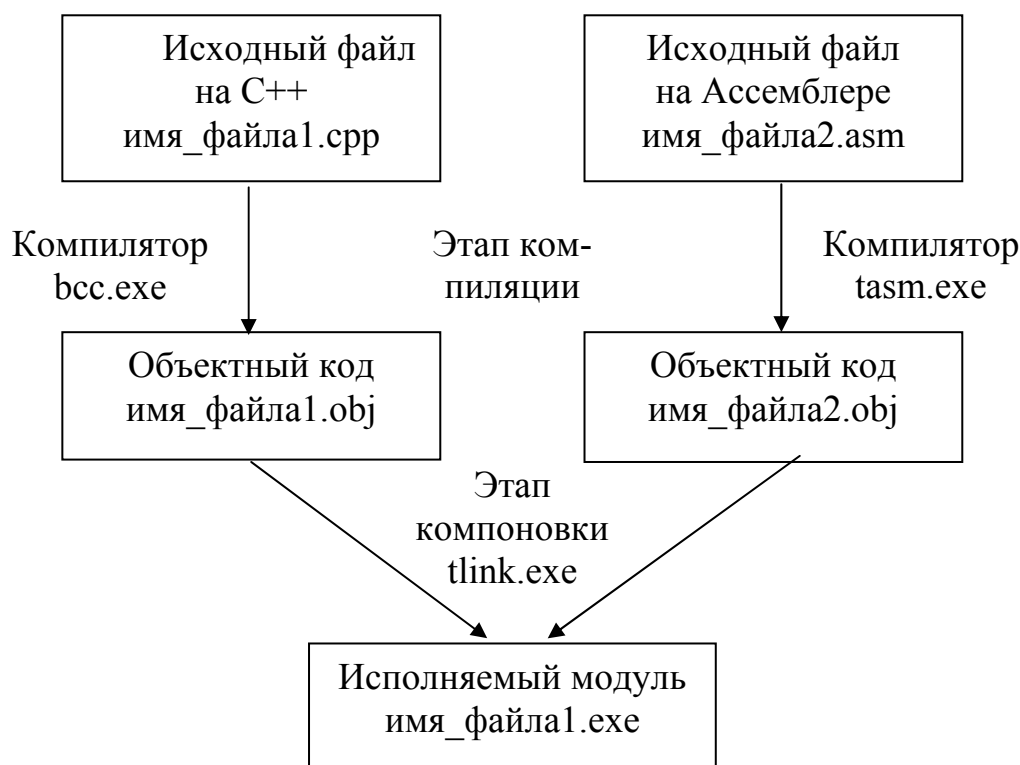 Исходный файл
на С++
имя_файла1.cpp
Исходный файл
на Ассемблере
имя_файла2.asm
Компилятор
bcc.exe
Этап ком-
пиляции
Компилятор
tasm.exe
Объектный код
имя_файла1.obj
Объектный код
имя_файла2.obj
Этап
компоновки
tlink.exe
Исполняемый модуль
имя_файла1.exe